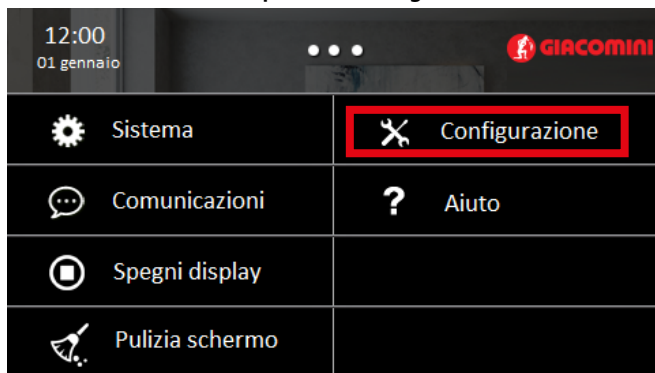 12:00
01 gennaio
GIACOMINI
Sistema
Configurazione
Comunicazioni
? Aiuto
Spegni display
Pulizia schermo